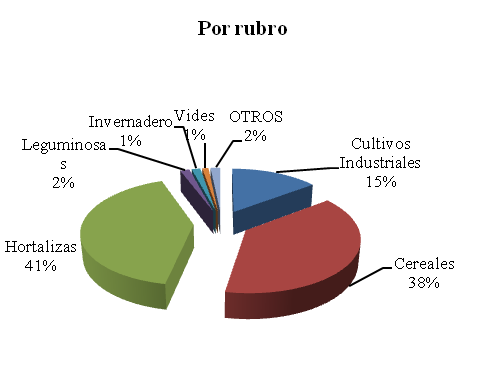 Por rubro
Invernadero
1%
Vides
1%
OTROS
2%
Leguminosa
s
2%
Cultivos
Industriales
15%
Hortalizas
41%
Cereales
38%